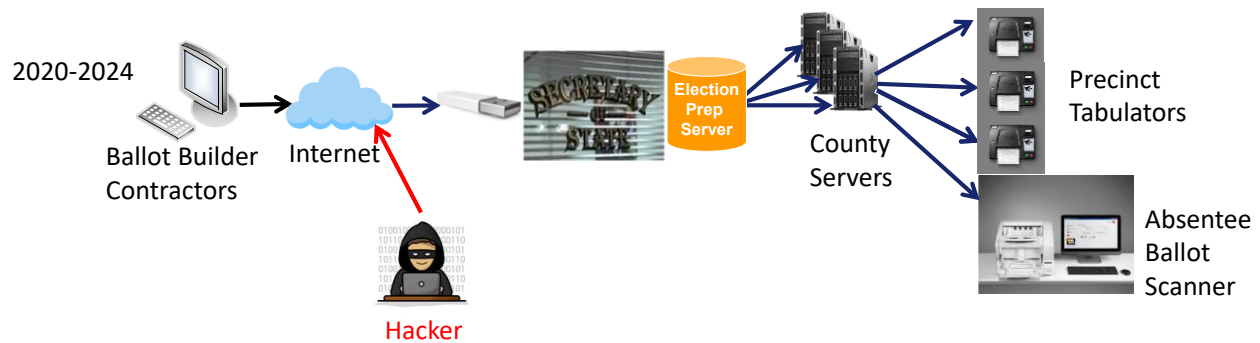 2020-2024
Ballot Builder
Contractors
Internet
Hacker
SECRETARY
OF
STATE
Election
Prep
Server
County
Servers
Precinct
Tabulators
Absentee
Ballot
Scanner